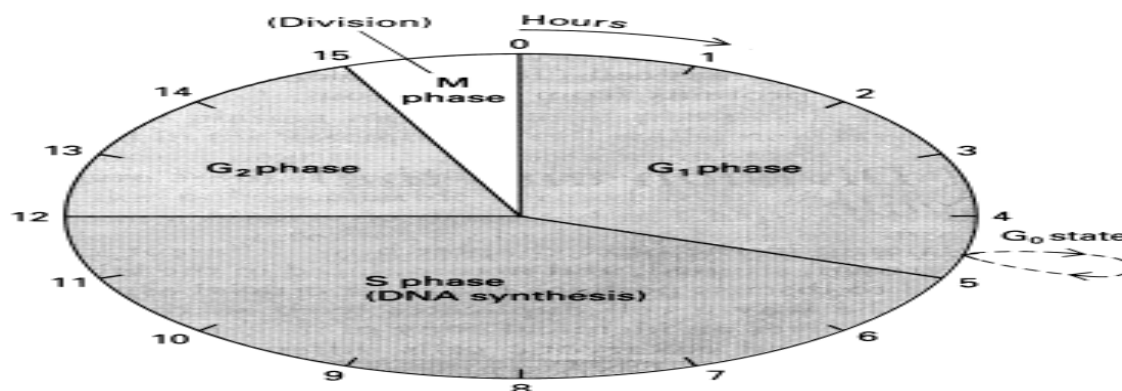 (Division)
Hours
0
1
2
3
4
5
6
7
8
9
10
11
12
13
14
15
M
phase
G₁ phase
G₀ state
S phase
(DNA synthésis)
G₂ phase